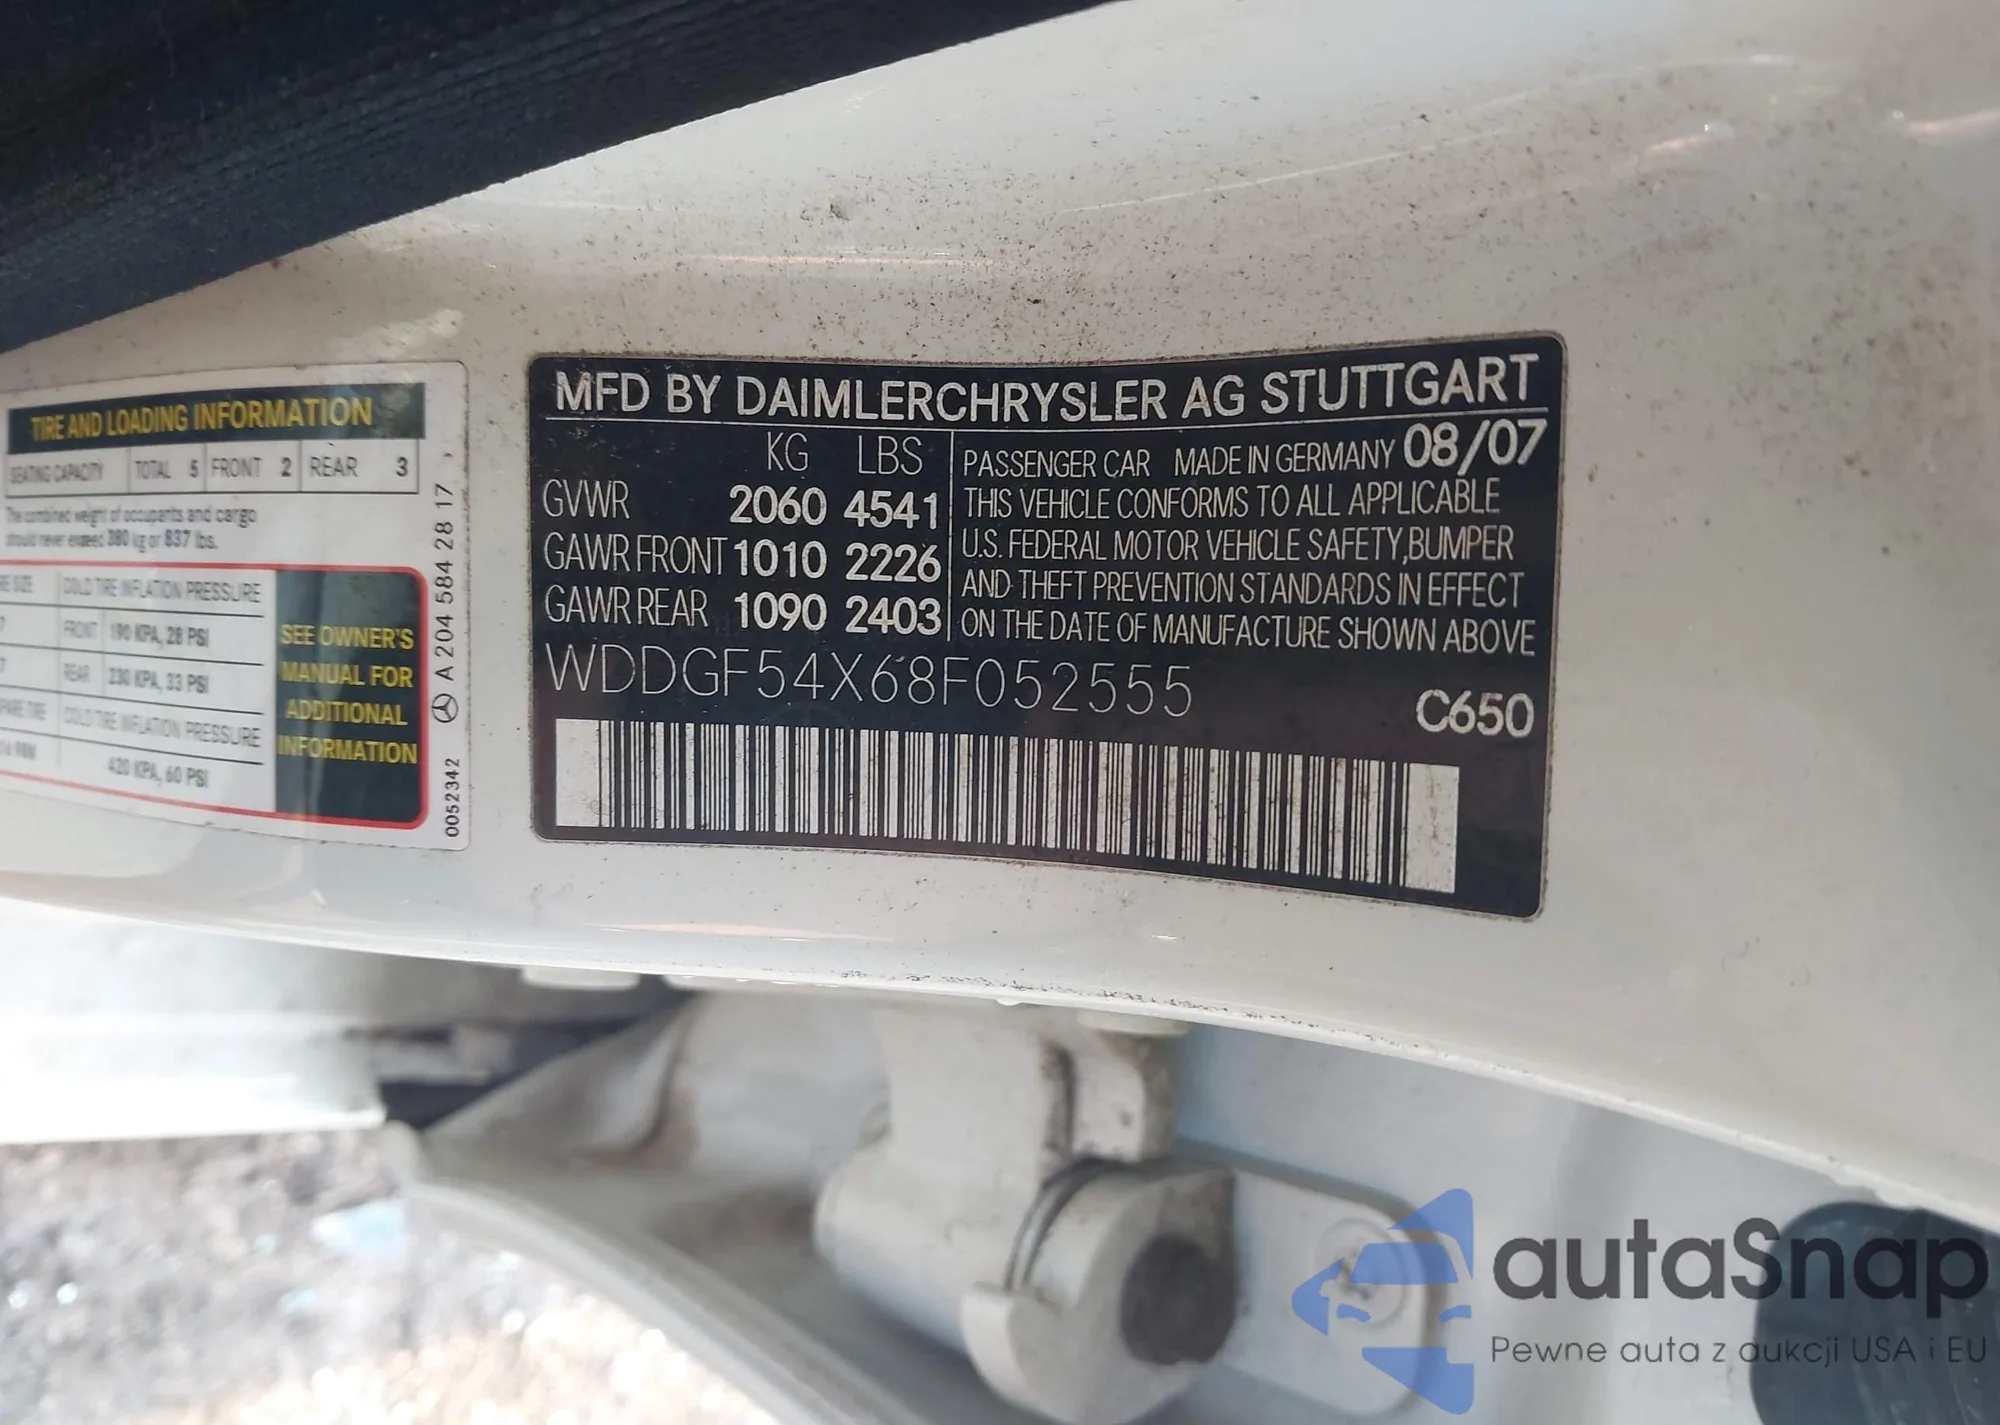 TIRE AND LOADING INFORMATION
SEATING CAPACITY TOTAL 5 FRONT 2 REAR 3
The combined weight of occupants and cargo
should never exceed 380 kg or 837 lbs.
COLD TIRE INFLATION PRESSURE
FRONT 190 KPA, 28 PSI
REAR 230 KPA, 33 PSI
COLD TIRE INFLATION PRESSURE
420 KPA, 60 PSI
SEE OWNER'S
MANUAL FOR
ADDITIONAL
INFORMATION
A 204 584 28 17
0052342
MFD BY DAIMLERCHRYSLER AG STUTTGART
KG LBS
GVWR 2060 4541
GAWR FRONT 1010 2226
GAWR REAR 1090 2403
PASSENGER CAR MADE IN GERMANY 08/07
THIS VEHICLE CONFORMS TO ALL APPLICABLE
U.S. FEDERAL MOTOR VEHICLE SAFETY,BUMPER
AND THEFT PREVENTION STANDARDS IN EFFECT
ON THE DATE OF MANUFACTURE SHOWN ABOVE
WDDGF54X68F052555
C650
autaSnap
Pewne auta z aukcji USA i EU